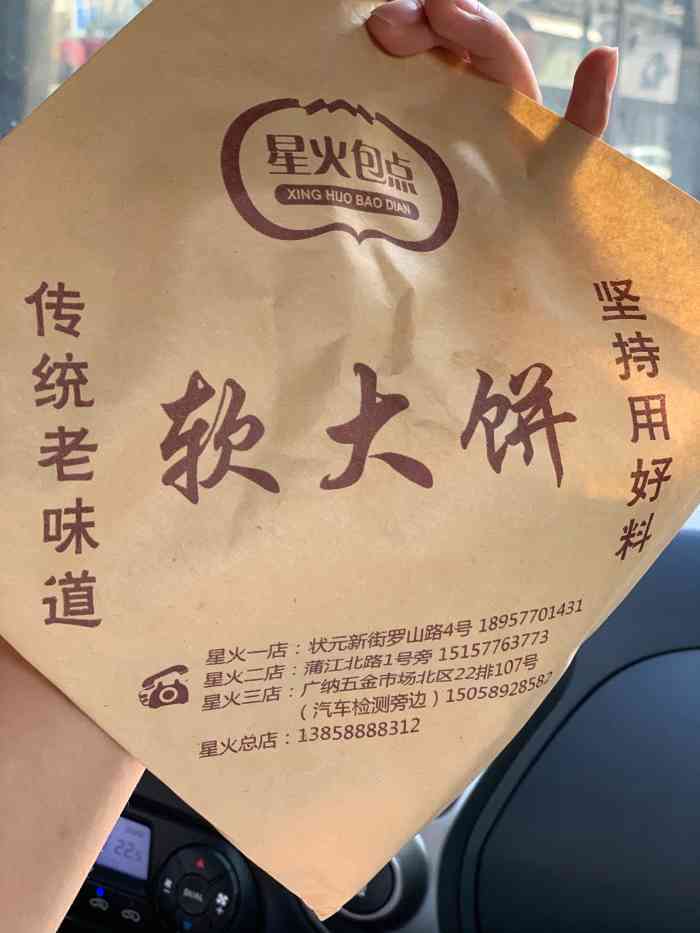 星火包点
XING HUO BAO DIAN
传统老味道
软大饼
坚持用好料
星火一店：状元新街罗山路4号 18957701431
星火二店：蒲江北路1号旁 15157763773
星火三店：广纳五金市场北区22排107号
（汽车检测旁边）15058928582
星火总店：13858888312
22.5
DUAL